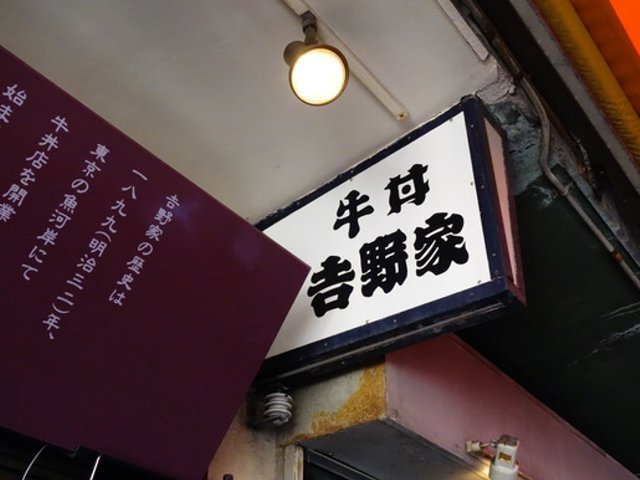 牛丼
吉野家
吉野家の歴史は
一八九九(明治三二)年、
東京の魚河岸にて
牛丼店を開業
始ま